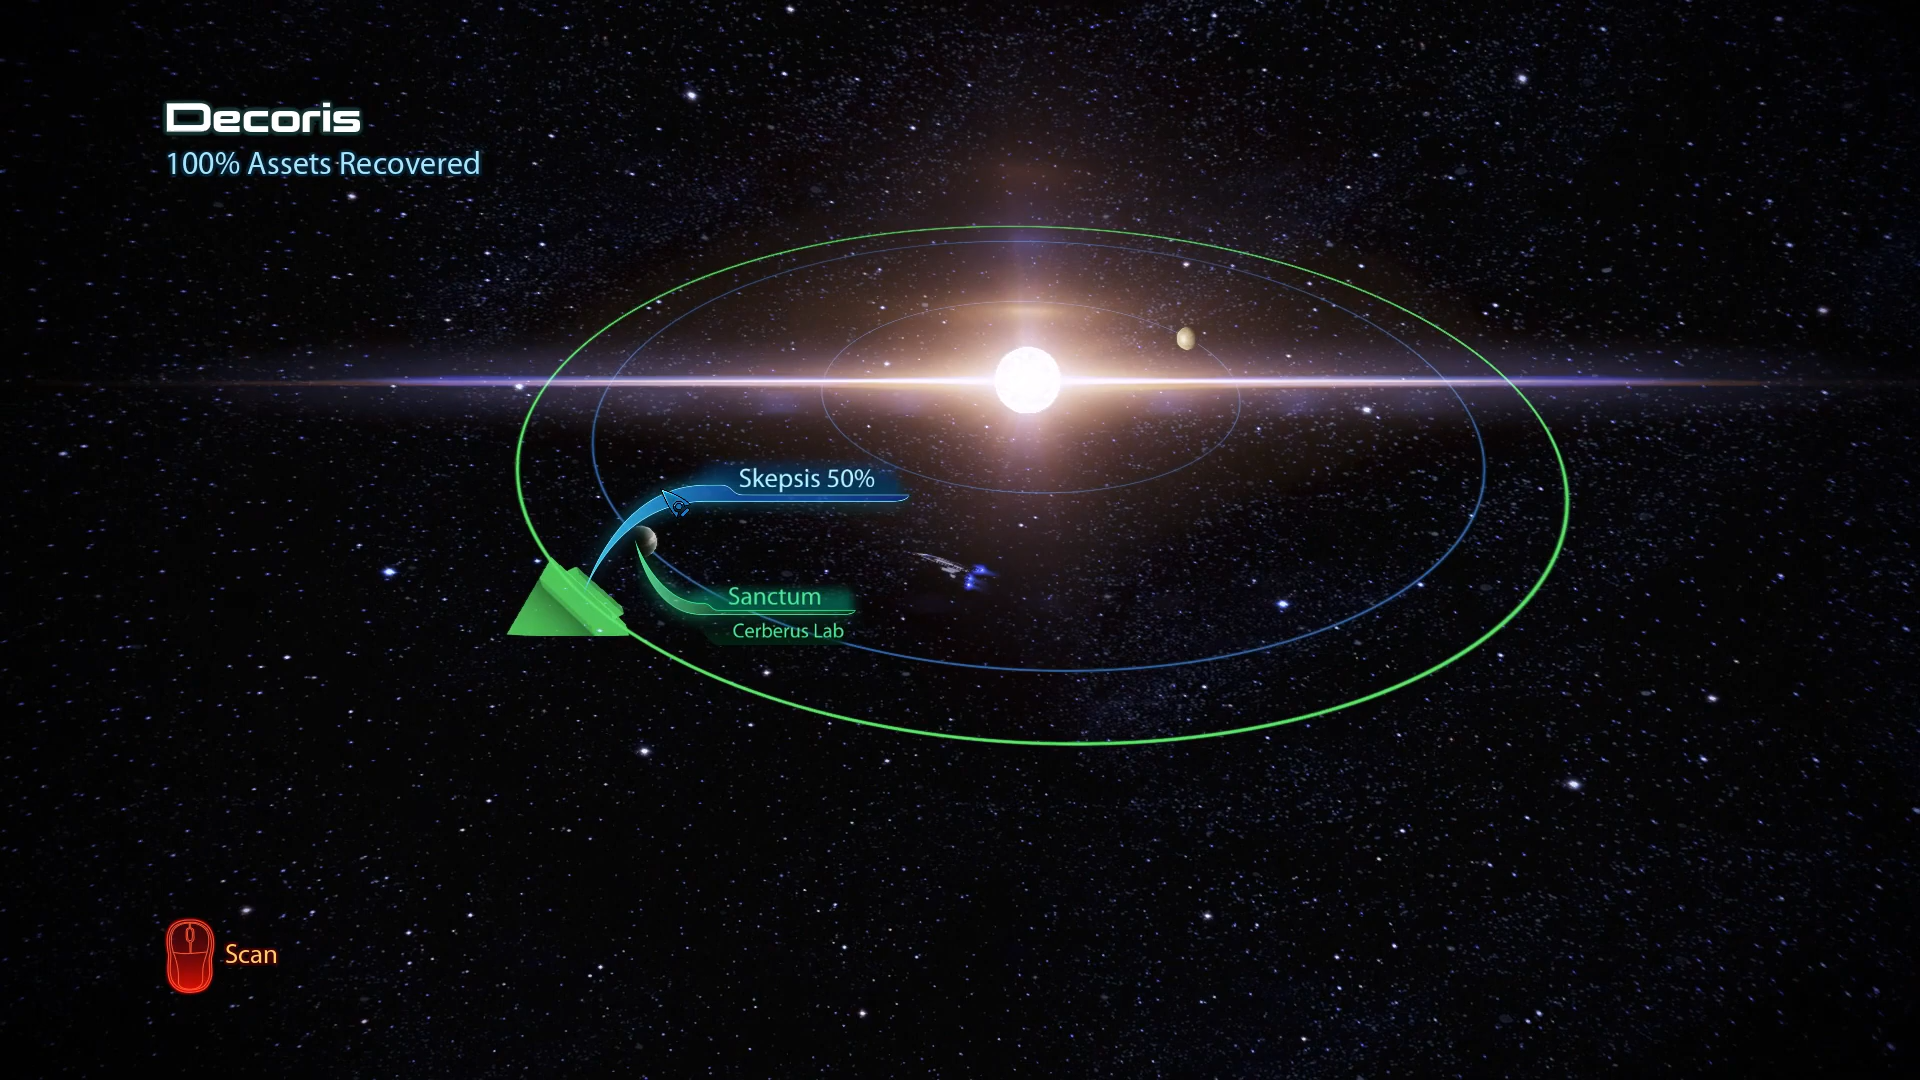 Decoris
100% Assets Recovered
Skepsis 50%
Sanctum
Cerberus Lab
Scan